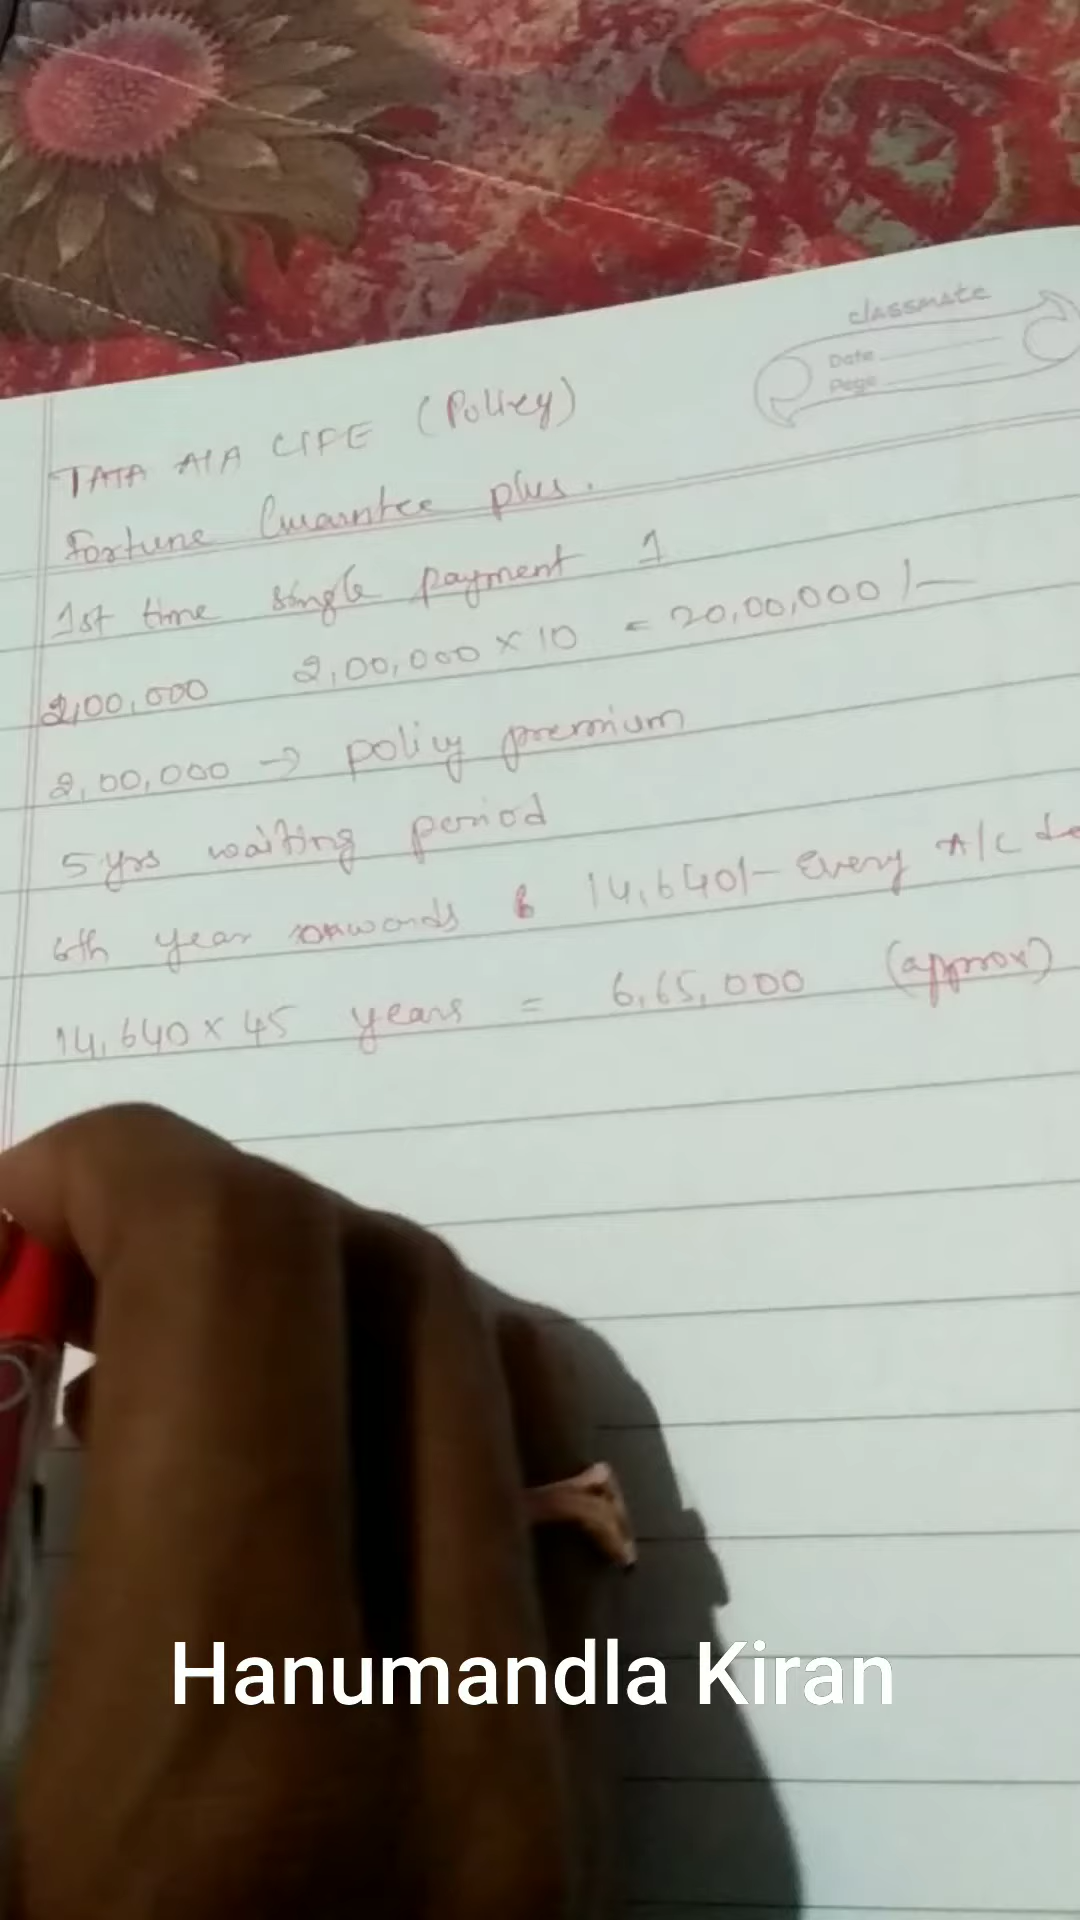 classmate
Date
Page
TATA AIA LIFE (Policy)
Fortune Guarntee plus.
1st time single payment 1
2,00,000 2,00,000 × 10 = 20,00,000/-
2,00,000 → policy premium
5 yrs waiting period
6th year onwords 14,640/- Every A/C
14,640 × 45 years = 6,65,000 (approx)
Hanumandla Kiran